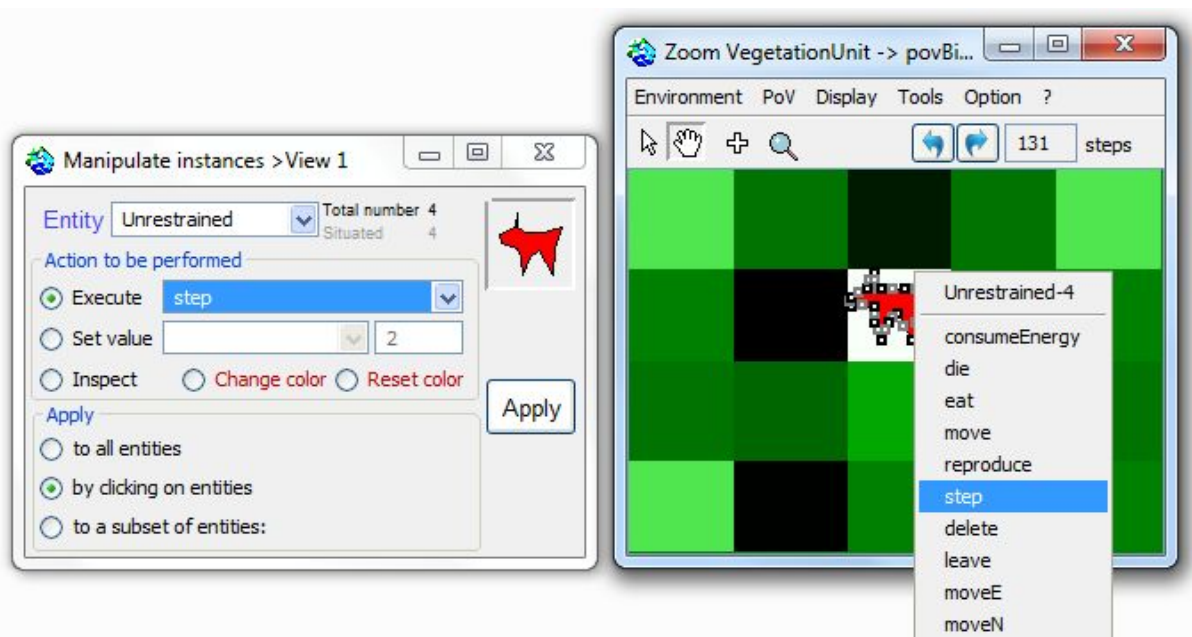 Manipulate instances >View 1
Entity Unrestrained Total number 4
Situated 4
Action to be performed
Execute step
Set value 2
Inspect Change color Reset color
Apply
to all entities
by clicking on entities
to a subset of entities:
Apply
Zoom VegetationUnit -> povBi...
Environment PoV Display Tools Option ?
131 steps
Unrestrained-4
consumeEnergy
die
eat
move
reproduce
step
delete
leave
moveE
moveN